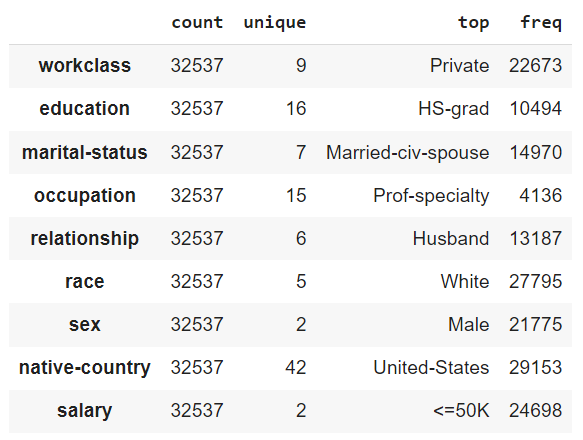 count unique top freq
workclass 32537 9 Private 22673
education 32537 16 HS-grad 10494
marital-status 32537 7 Married-civ-spouse 14970
occupation 32537 15 Prof-specialty 4136
relationship 32537 6 Husband 13187
race 32537 5 White 27795
sex 32537 2 Male 21775
native-country 32537 42 United-States 29153
salary 32537 2 <=50K 24698